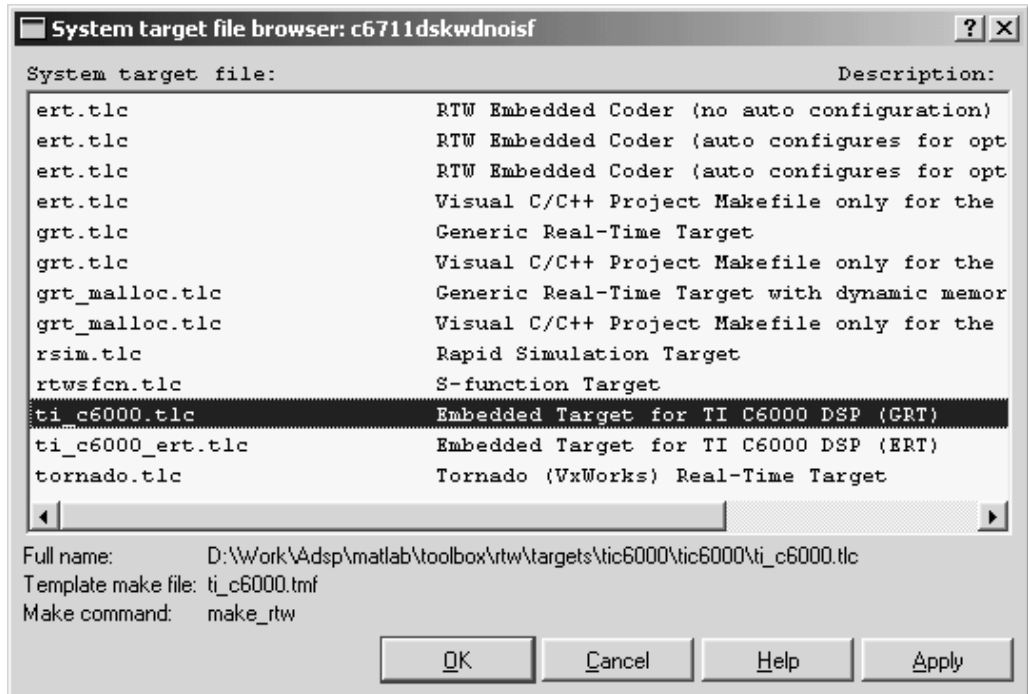 System target file browser: c6711dskwdnoisf
System target file: Description:
ert.tlc RTW Embedded Coder (no auto configuration)
ert.tlc RTW Embedded Coder (auto configures for opt
ert.tlc RTW Embedded Coder (auto configures for opt
ert.tlc Visual C/C++ Project Makefile only for the
grt.tlc Generic Real-Time Target
grt.tlc Visual C/C++ Project Makefile only for the
grt_malloc.tlc Generic Real-Time Target with dynamic memor
grt_malloc.tlc Visual C/C++ Project Makefile only for the
rsim.tlc Rapid Simulation Target
rtwsfcn.tlc S-function Target
ti_c6000.tlc Embedded Target for TI C6000 DSP (GRT)
ti_c6000_ert.tlc Embedded Target for TI C6000 DSP (ERT)
tornado.tlc Tornado (VxWorks) Real-Time Target
Full name: D:\Work\Adsp\matlab\toolbox\rtw\targets\tic6000\tic6000\ti_c6000.tlc
Template make file: ti_c6000.tmf
Make command: make_rtw
OK Cancel Help Apply